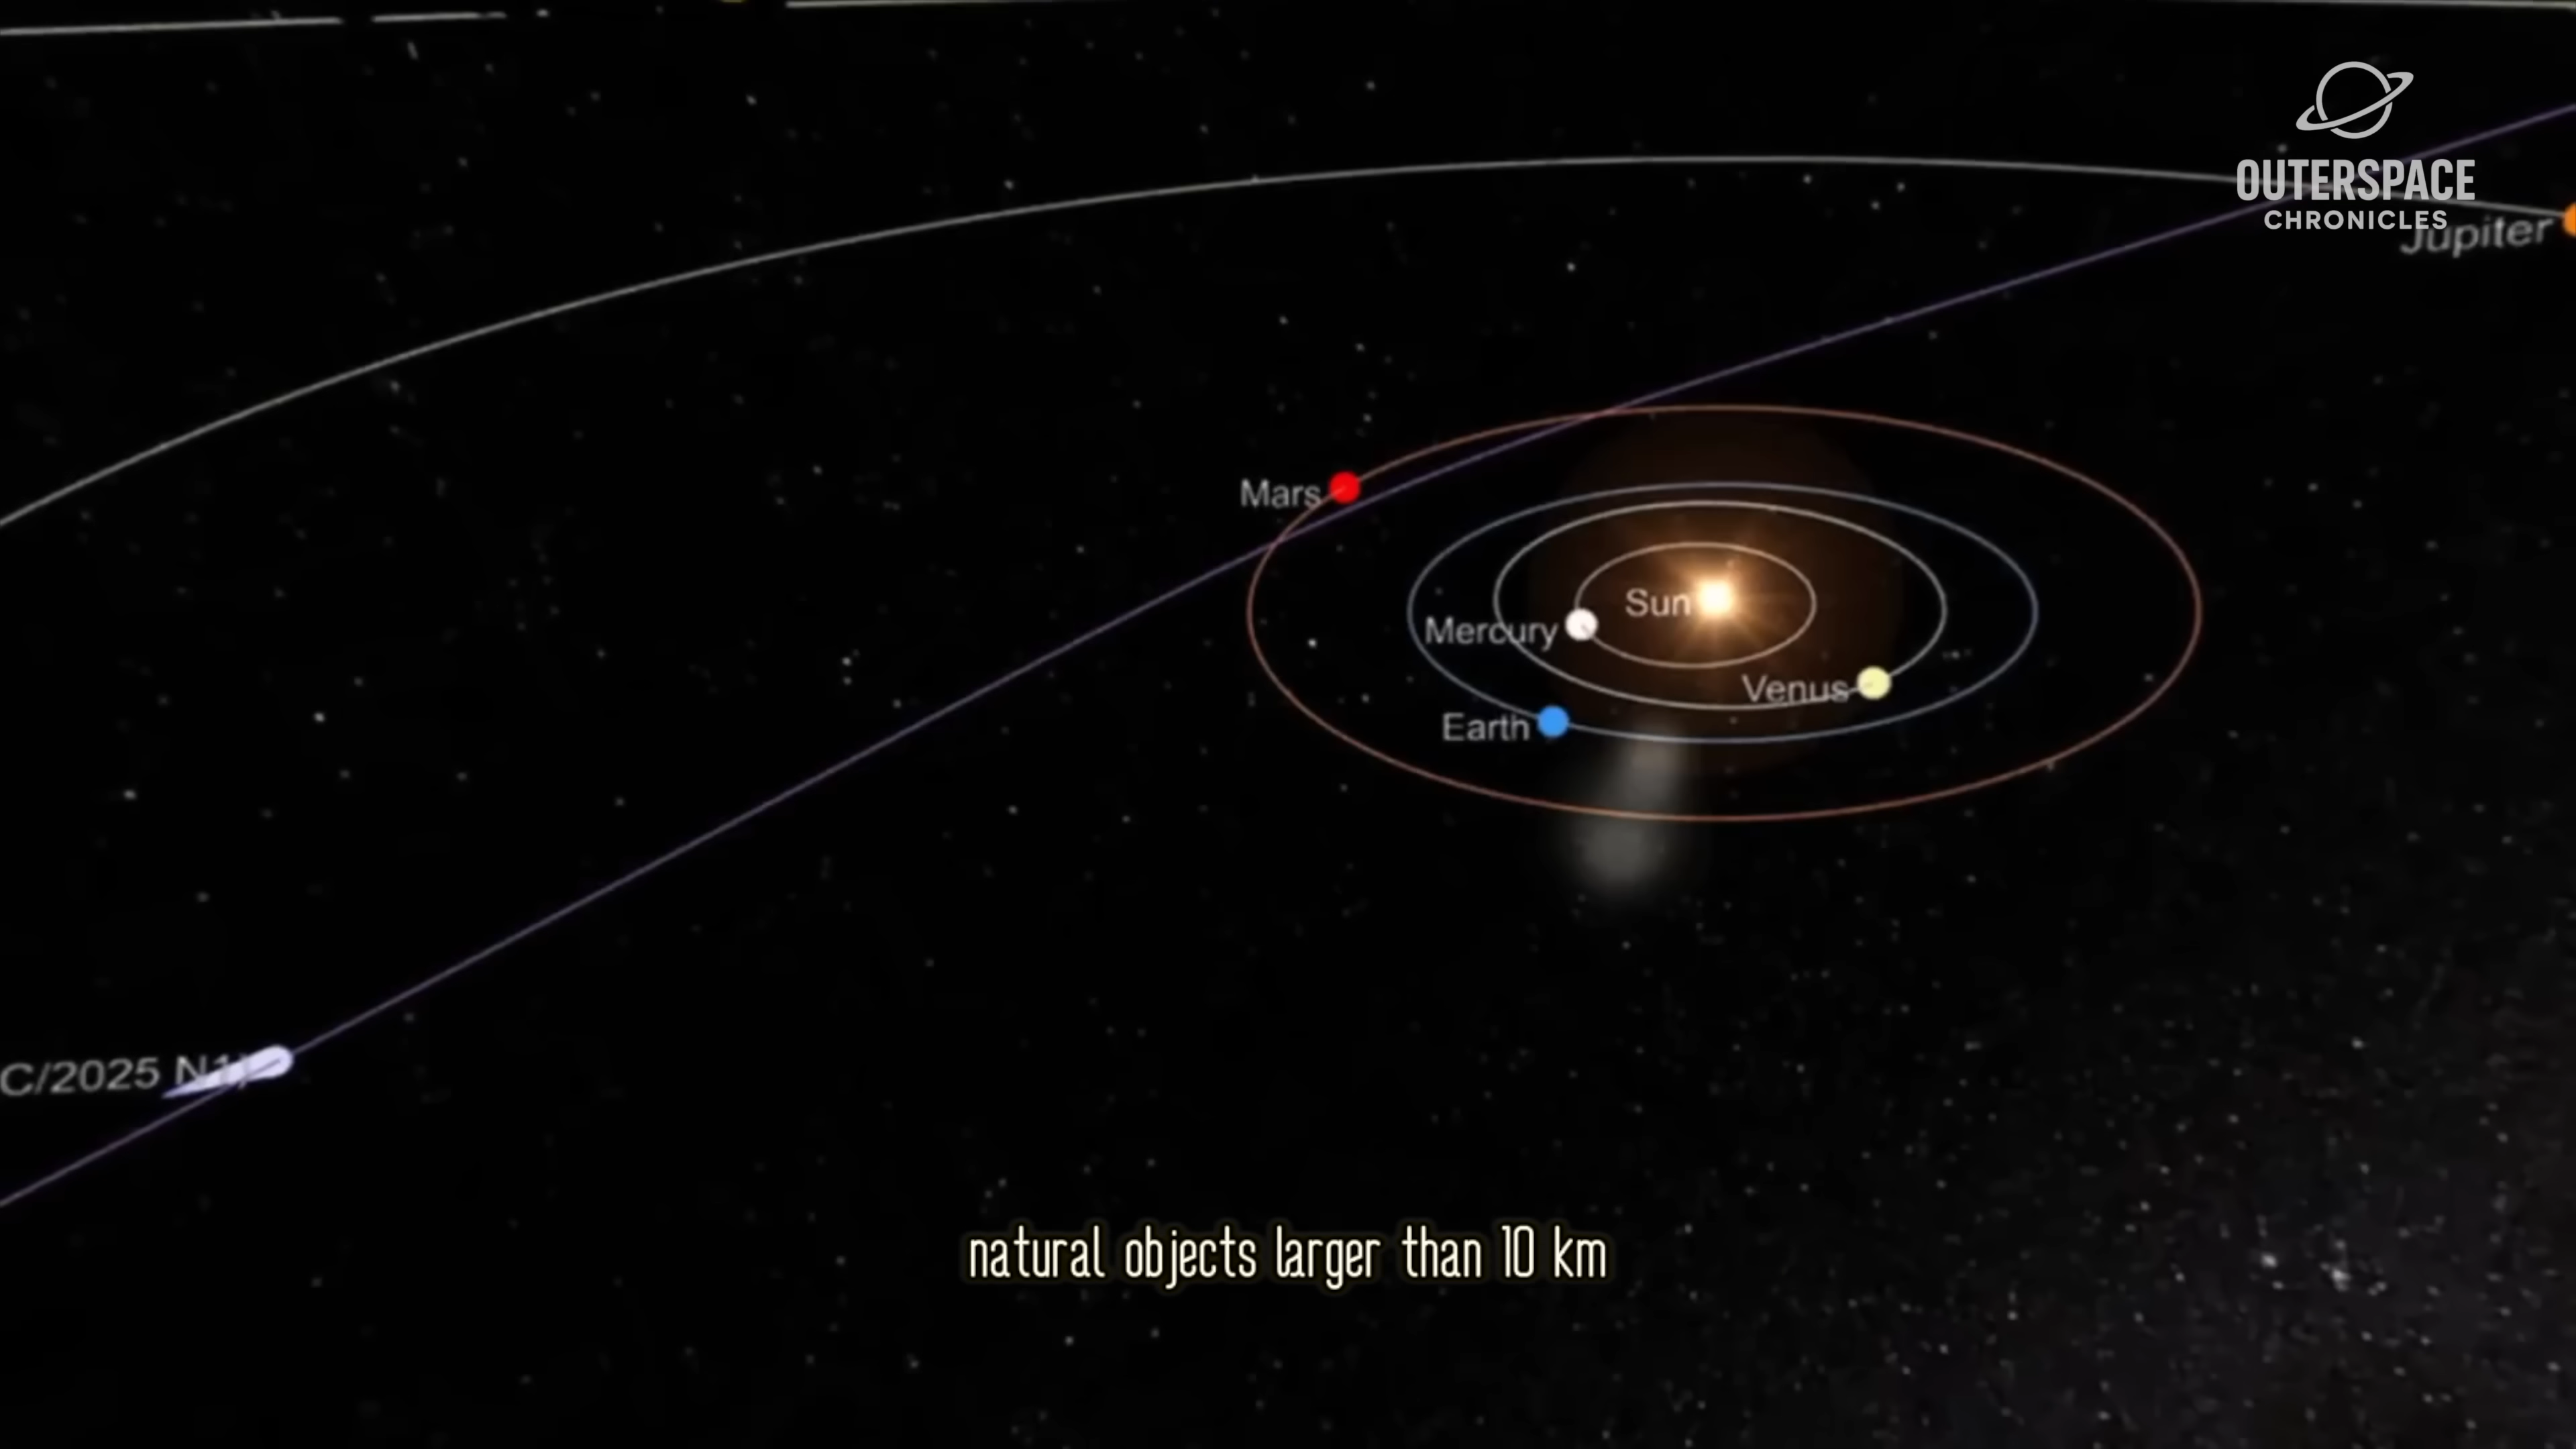 OUTERSPACE
CHRONICLES
Jupiter
Mars
Sun
Mercury
Venus
Earth
C/2025 N1)
natural objects larger than 10 km